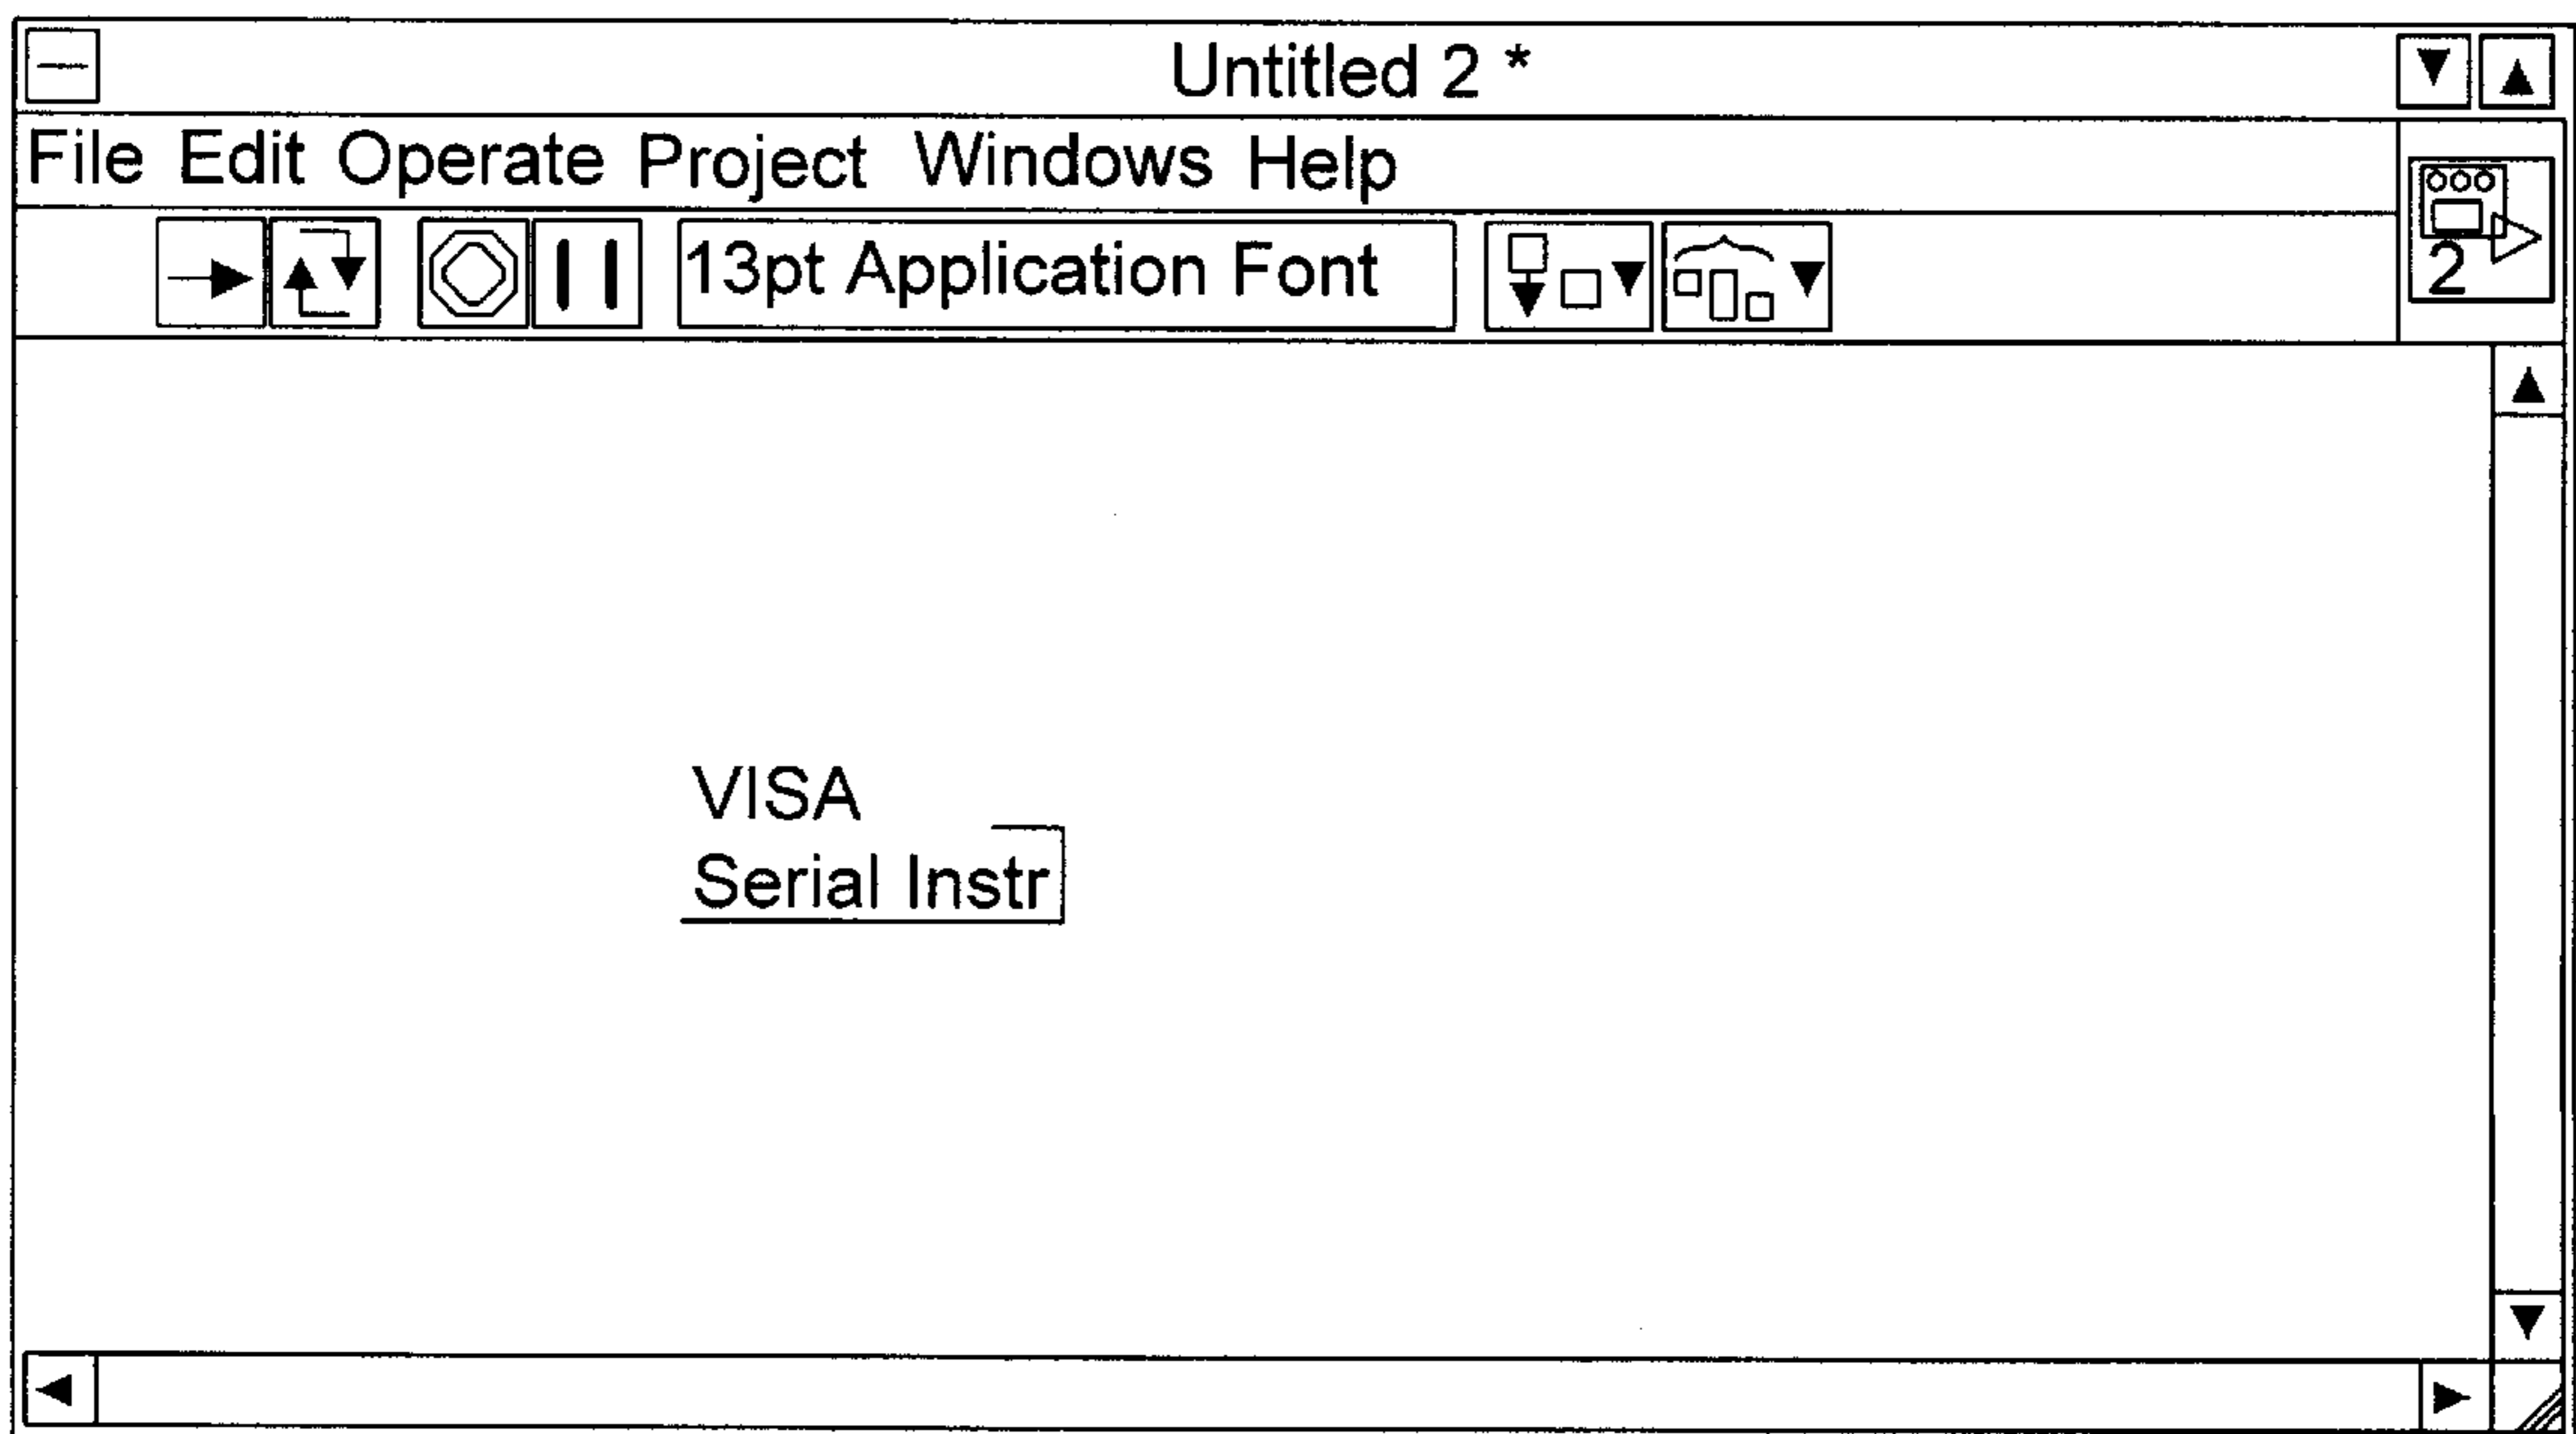 Untitled 2 *
File Edit Operate Project Windows Help
13pt Application Font
2
VISA
Serial Instr